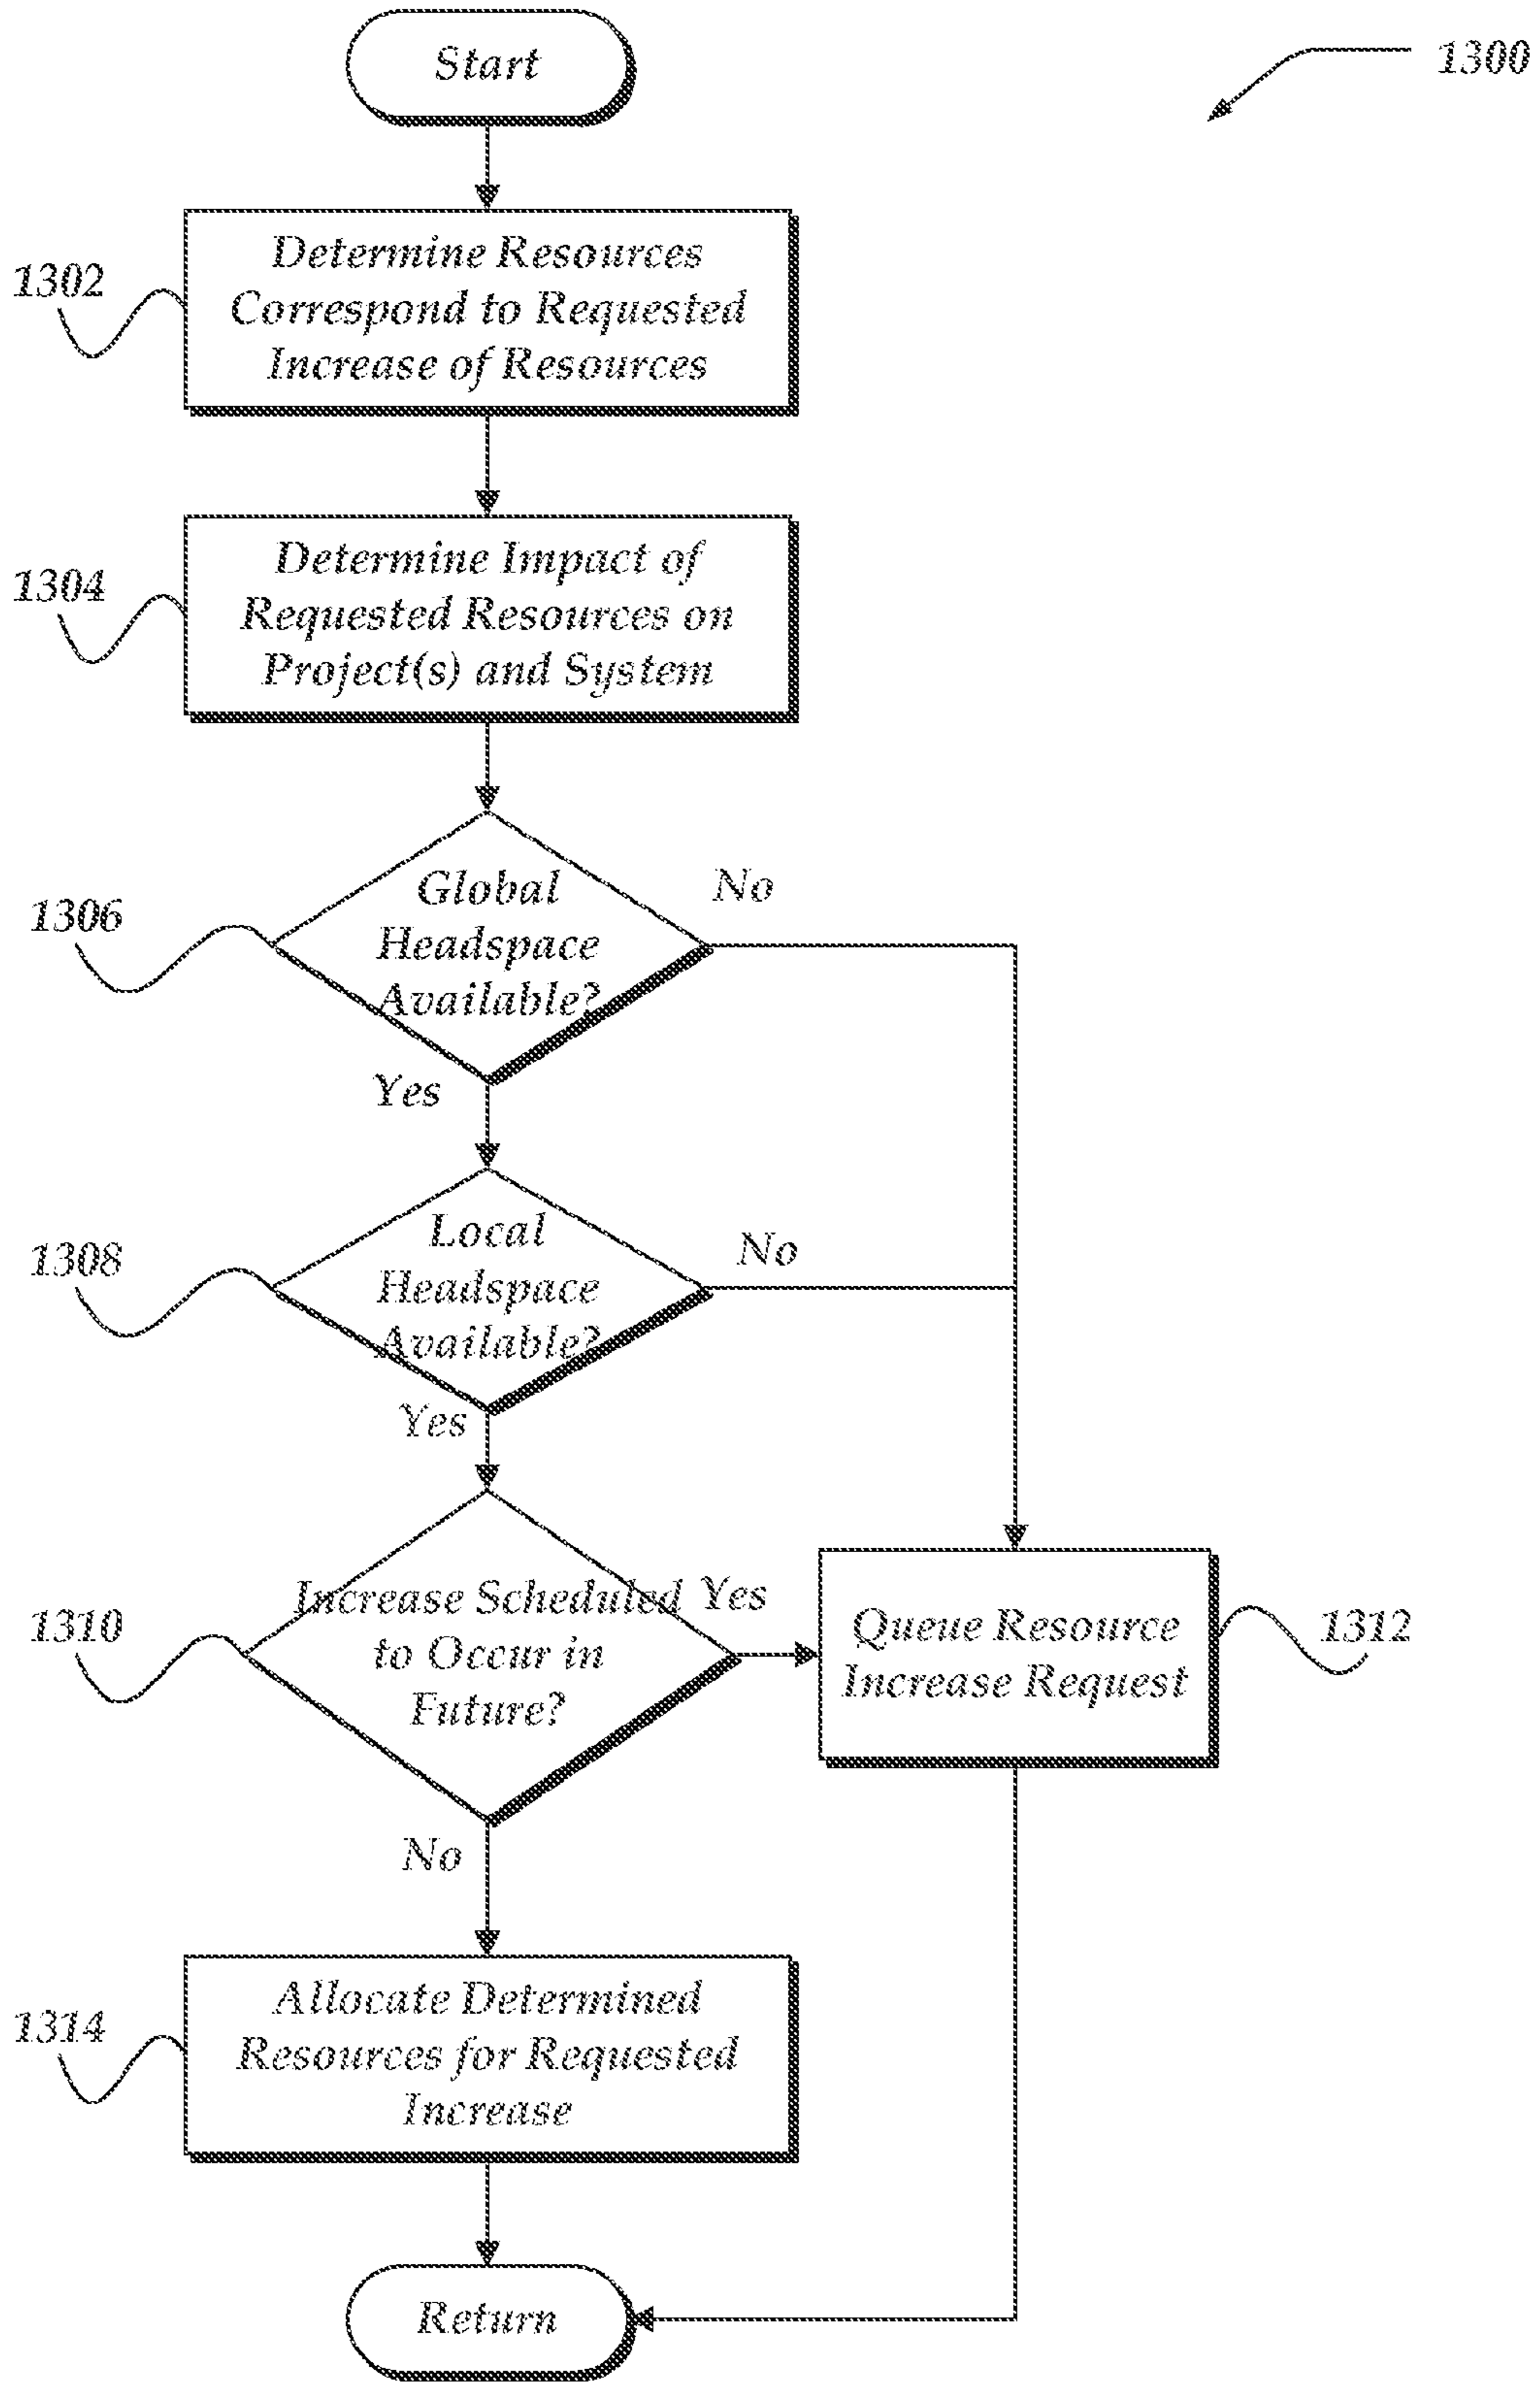 Start
1300
1302
Determine Resources
Correspond to Requested
Increase of Resources
1304
Determine Impact of
Requested Resources on
Project(s) and System
1306
Global
Headspace
Available?
No
Yes
1308
Local
Headspace
Available?
No
Yes
1310
Increase Scheduled
to Occur in
Future?
Yes
Queue Resource
Increase Request
1312
No
1314
Allocate Determined
Resources for Requested
Increase
Return